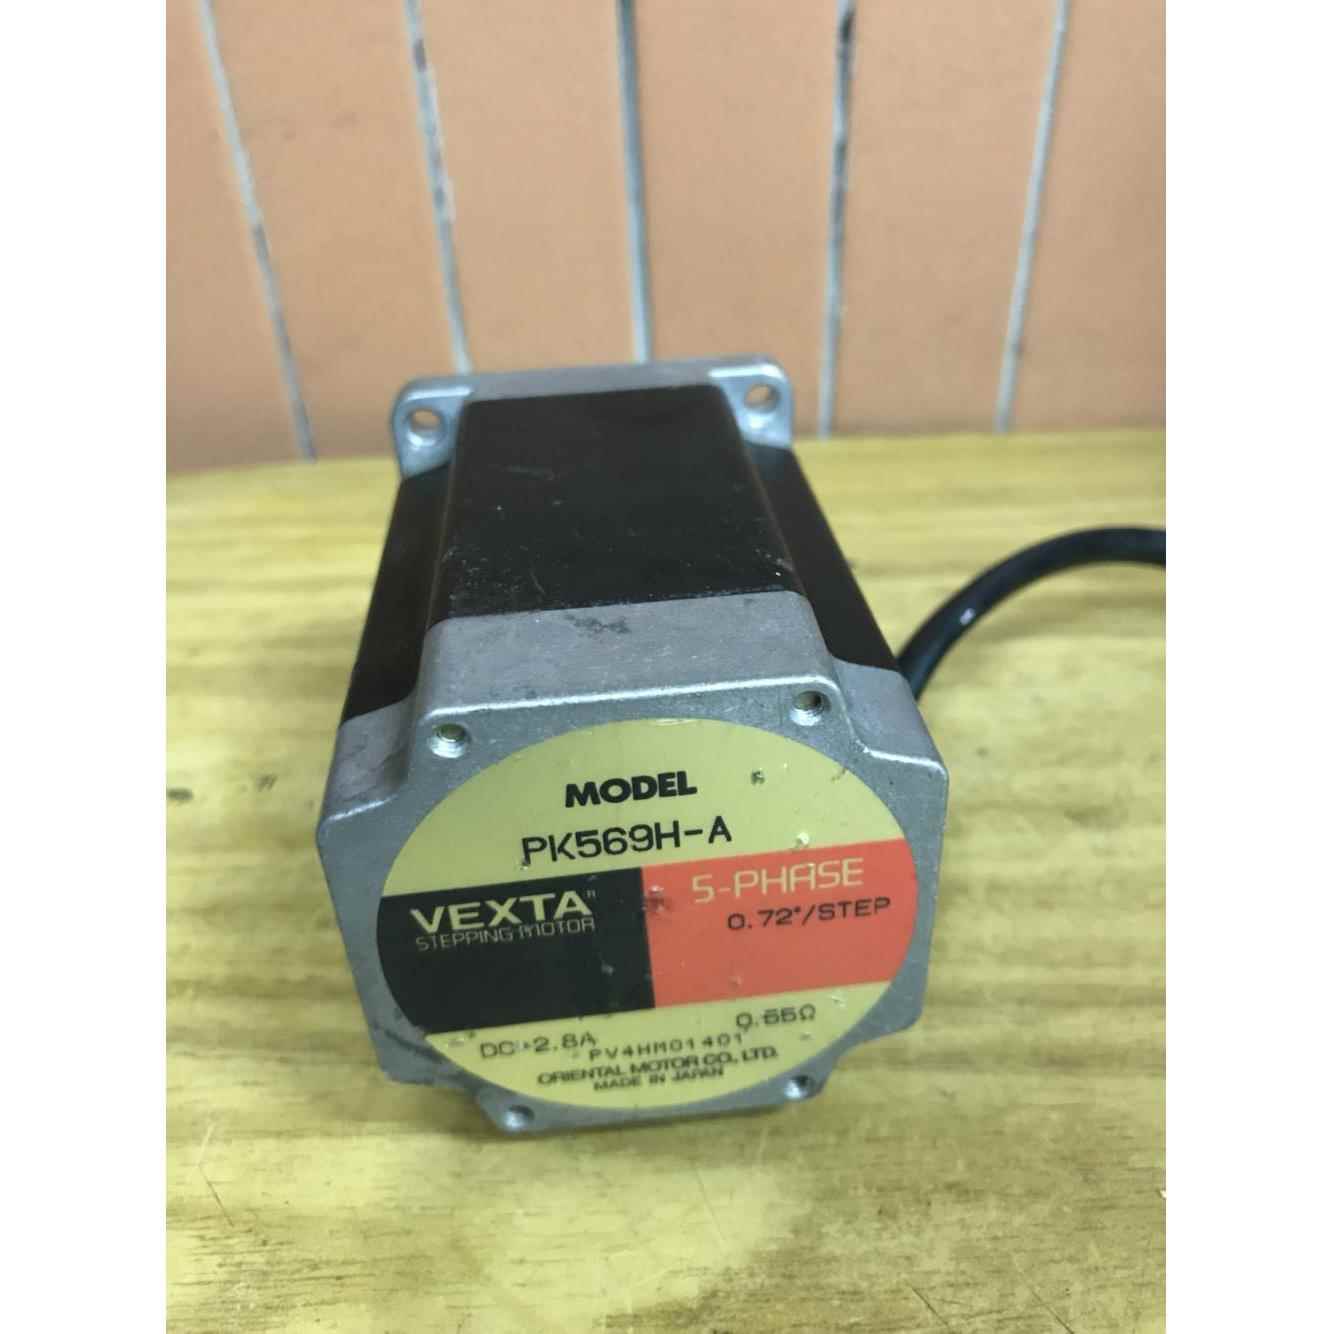 MODEL
PK569H-A
VEXTA®
STEPPING MOTOR
5-PHASE
0.72°/STEP
DC 2.8A
0.55Ω
PV4HM01401
ORIENTAL MOTOR CO., LTD.
MADE IN JAPAN